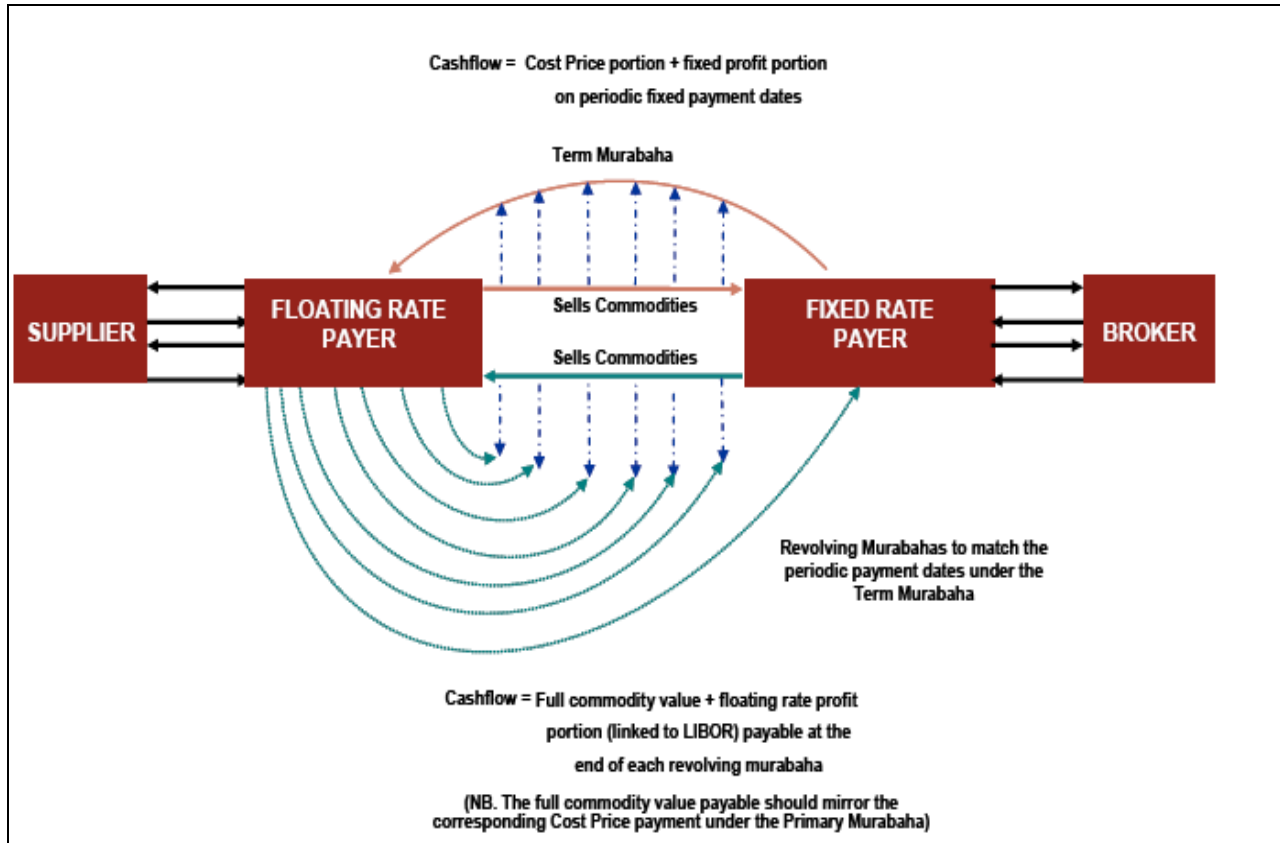 Cashflow = Cost Price portion + fixed profit portion
on periodic fixed payment dates
Term Murabaha
SUPPLIER
FLOATING RATE
PAYER
Sells Commodities
Sells Commodities
FIXED RATE
PAYER
BROKER
Revolving Murabahas to match the
periodic payment dates under the
Term Murabaha
Cashflow = Full commodity value + floating rate profit
portion (linked to LIBOR) payable at the
end of each revolving murabaha
(NB. The full commodity value payable should mirror the
corresponding Cost Price payment under the Primary Murabaha)